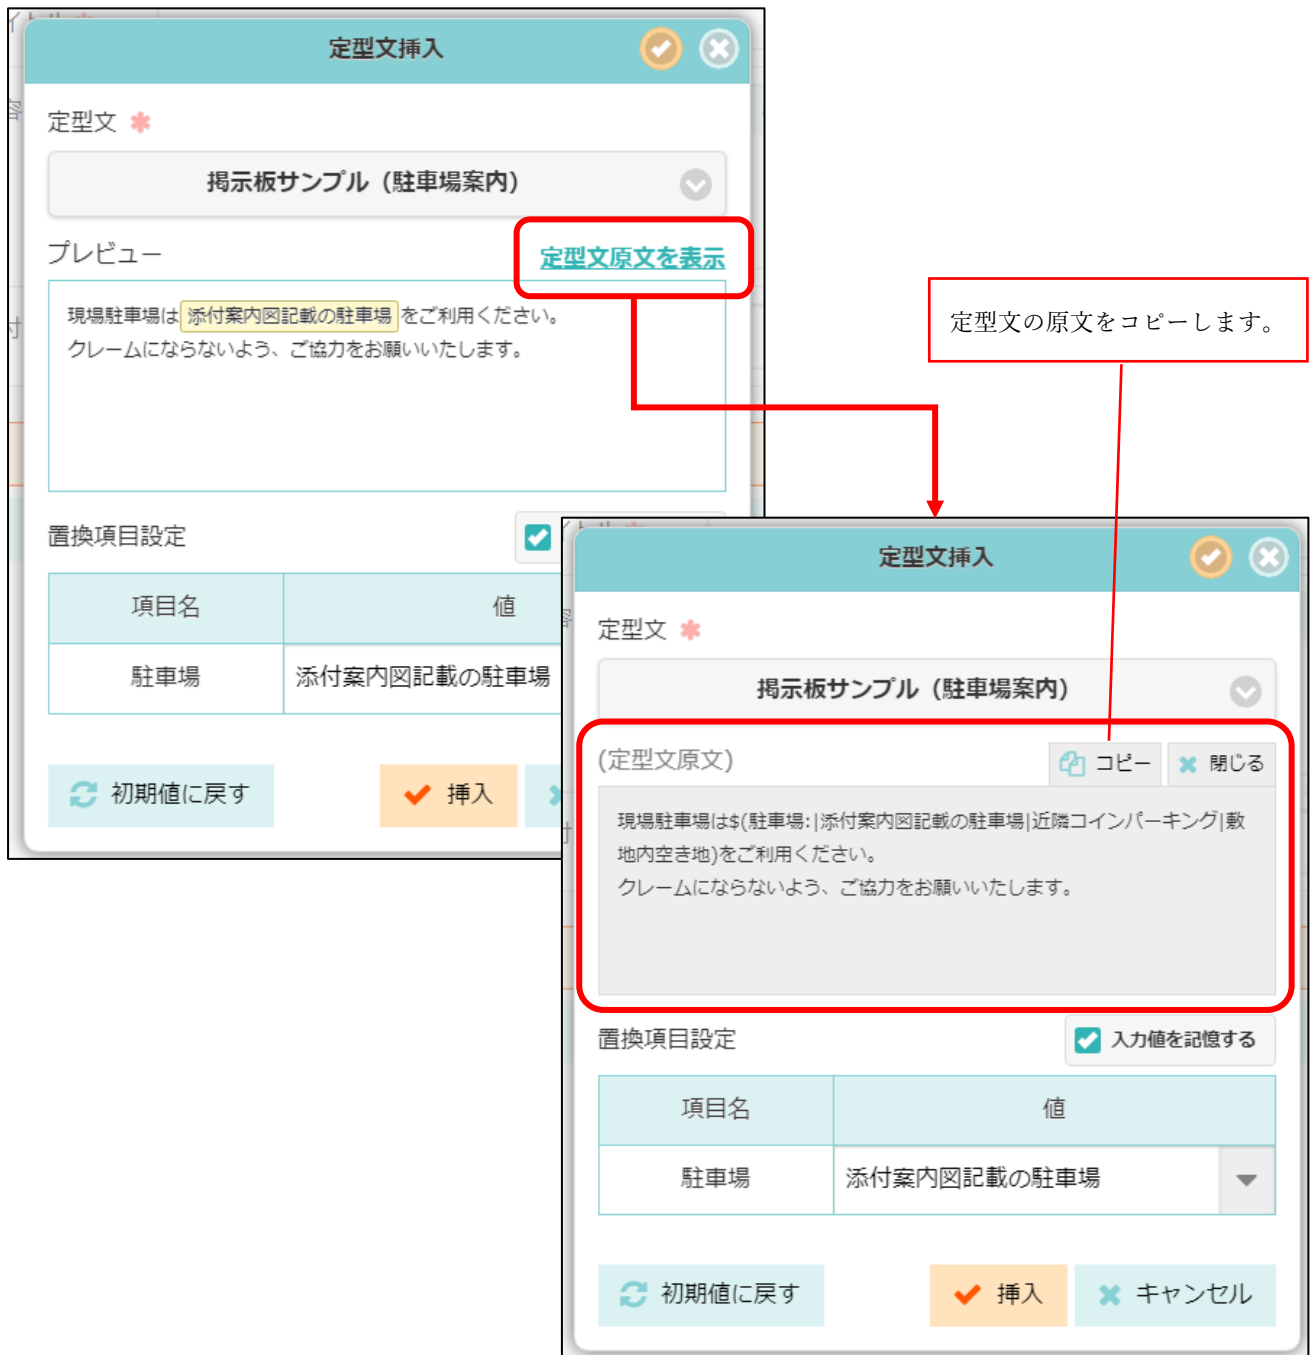 定型文挿入
定型文 *
掲示板サンプル（駐車場案内）
プレビュー
定型文原文を表示
現場駐車場は 添付案内図記載の駐車場 をご利用ください。
クレームにならないよう、ご協力をお願いいたします。
置換項目設定
項目名 値
駐車場 添付案内図記載の駐車場
初期値に戻す 挿入
定型文の原文をコピーします。
定型文挿入
定型文 *
掲示板サンプル（駐車場案内）
(定型文原文) コピー 閉じる
現場駐車場は$(駐車場:|添付案内図記載の駐車場|近隣コインパーキング|敷
地内空き地)をご利用ください。
クレームにならないよう、ご協力をお願いいたします。
置換項目設定 入力値を記憶する
項目名 値
駐車場 添付案内図記載の駐車場
初期値に戻す 挿入 キャンセル